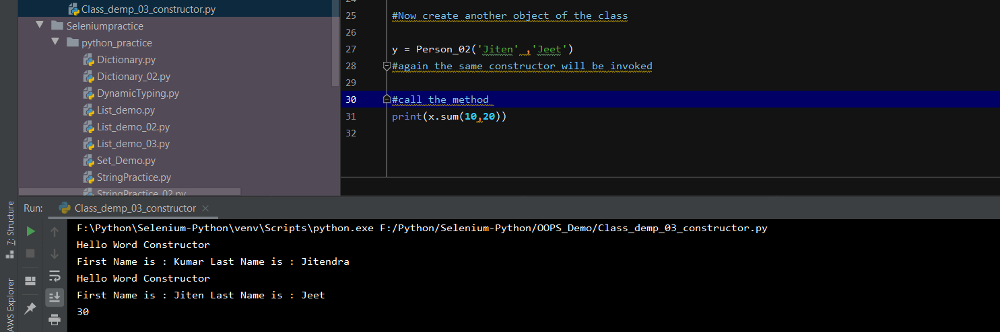 Class_demp_03_constructor.py
Seleniumpractice
python_practice
Dictionary.py
Dictionary_02.py
DynamicTyping.py
List_demo.py
List_demo_02.py
List_demo_03.py
Set_Demo.py
StringPractice.py
StringPractice_02.py
24
25 #Now create another object of the class
26
27 y = Person_02('Jiten' ,'Jeet')
28 #again the same constructor will be invoked
29
30 #call the method
31 print(x.sum(10,20))
32
7: Structure
AWS Explorer
Run: Class_demp_03_constructor
F:\Python\Selenium-Python\venv\Scripts\python.exe F:/Python/Selenium-Python/OOPS_Demo/Class_demp_03_constructor.py
Hello Word Constructor
First Name is : Kumar Last Name is : Jitendra
Hello Word Constructor
First Name is : Jiten Last Name is : Jeet
30